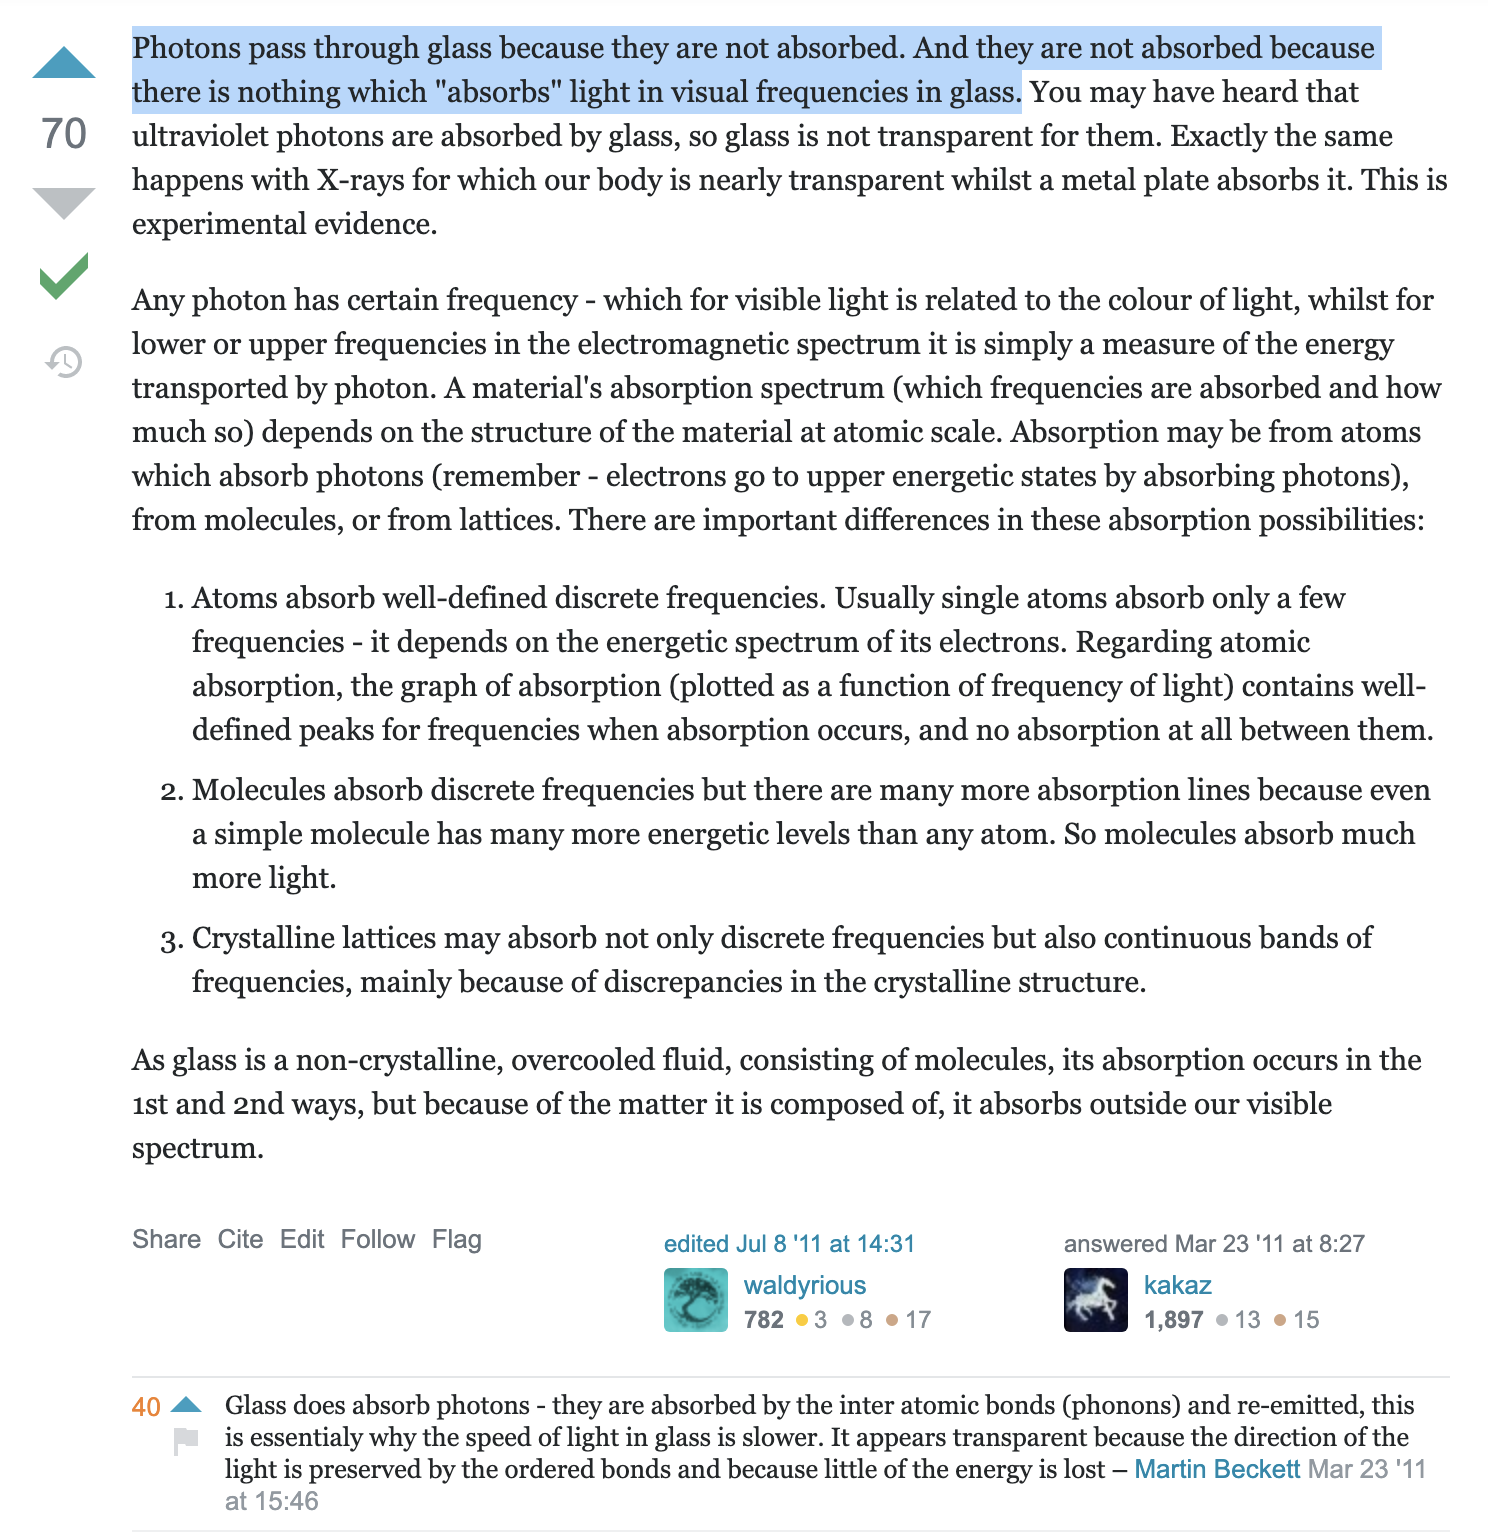 Photons pass through glass because they are not absorbed. And they are not absorbed because
there is nothing which "absorbs" light in visual frequencies in glass. You may have heard that
70
ultraviolet photons are absorbed by glass, so glass is not transparent for them. Exactly the same
happens with X-rays for which our body is nearly transparent whilst a metal plate absorbs it. This is
experimental evidence.
Any photon has certain frequency - which for visible light is related to the colour of light, whilst for
lower or upper frequencies in the electromagnetic spectrum it is simply a measure of the energy
transported by photon. A material's absorption spectrum (which frequencies are absorbed and how
much so) depends on the structure of the material at atomic scale. Absorption may be from atoms
which absorb photons (remember - electrons go to upper energetic states by absorbing photons),
from molecules, or from lattices. There are important differences in these absorption possibilities:
1. Atoms absorb well-defined discrete frequencies. Usually single atoms absorb only a few
frequencies - it depends on the energetic spectrum of its electrons. Regarding atomic
absorption, the graph of absorption (plotted as a function of frequency of light) contains well-
defined peaks for frequencies when absorption occurs, and no absorption at all between them.
2. Molecules absorb discrete frequencies but there are many more absorption lines because even
a simple molecule has many more energetic levels than any atom. So molecules absorb much
more light.
3. Crystalline lattices may absorb not only discrete frequencies but also continuous bands of
frequencies, mainly because of discrepancies in the crystalline structure.
As glass is a non-crystalline, overcooled fluid, consisting of molecules, its absorption occurs in the
1st and 2nd ways, but because of the matter it is composed of, it absorbs outside our visible
spectrum.
Share Cite Edit Follow Flag
edited Jul 8 '11 at 14:31
waldyrious
782 3 8 17
answered Mar 23 '11 at 8:27
kakaz
1,897 13 15
40 Glass does absorb photons - they are absorbed by the inter atomic bonds (phonons) and re-emitted, this
is essentialy why the speed of light in glass is slower. It appears transparent because the direction of the
light is preserved by the ordered bonds and because little of the energy is lost – Martin Beckett Mar 23 '11
at 15:46